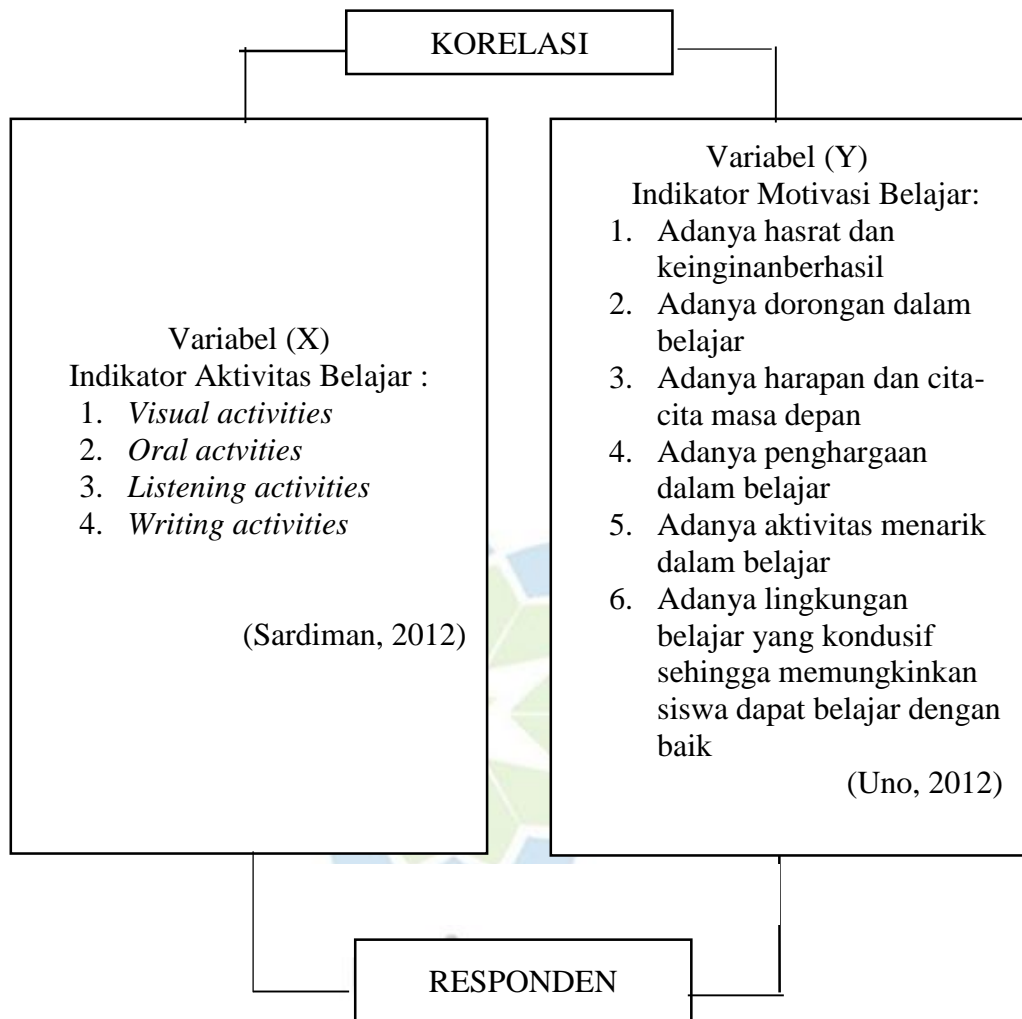 KORELASI
Variabel (X)
Indikator Aktivitas Belajar :
1. Visual activities
2. Oral actvities
3. Listening activities
4. Writing activities
(Sardiman, 2012)
Variabel (Y)
Indikator Motivasi Belajar:
1. Adanya hasrat dan
keinginanberhasil
2. Adanya dorongan dalam
belajar
3. Adanya harapan dan cita-
cita masa depan
4. Adanya penghargaan
dalam belajar
5. Adanya aktivitas menarik
dalam belajar
6. Adanya lingkungan
belajar yang kondusif
sehingga memungkinkan
siswa dapat belajar dengan
baik
(Uno, 2012)
RESPONDEN